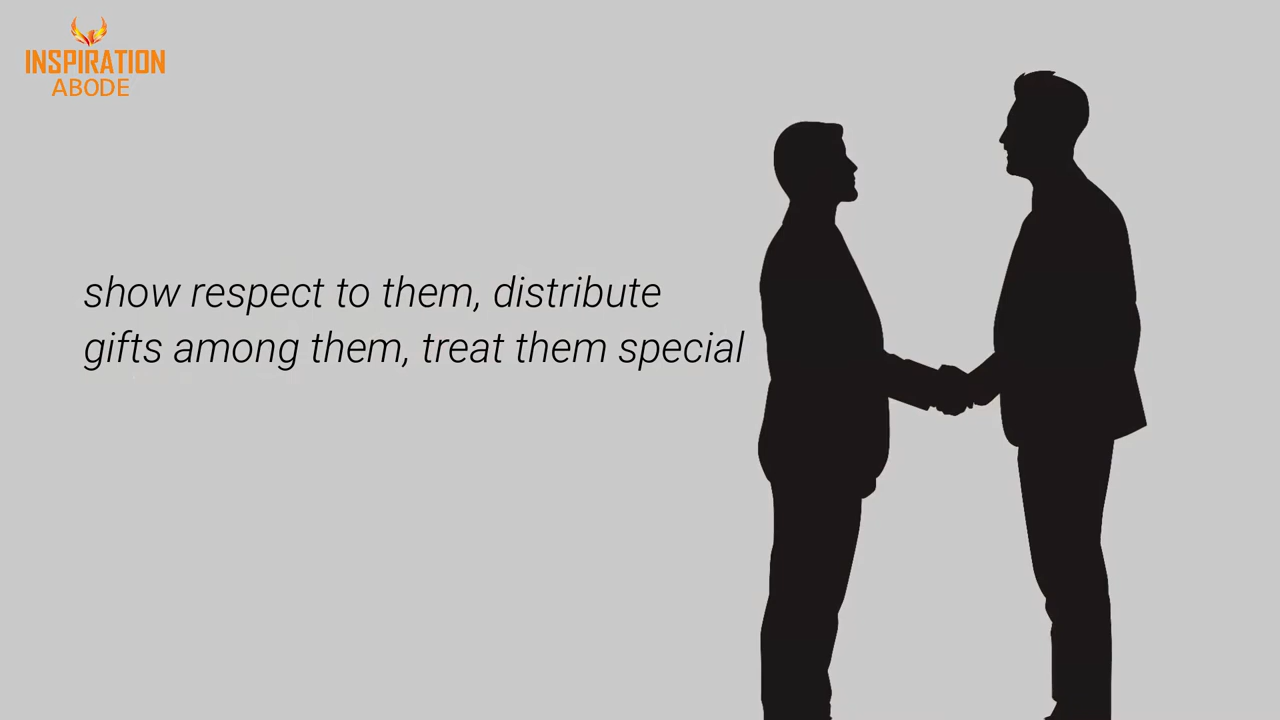 INSPIRATION
ABODE
show respect to them, distribute
gifts among them, treat them special